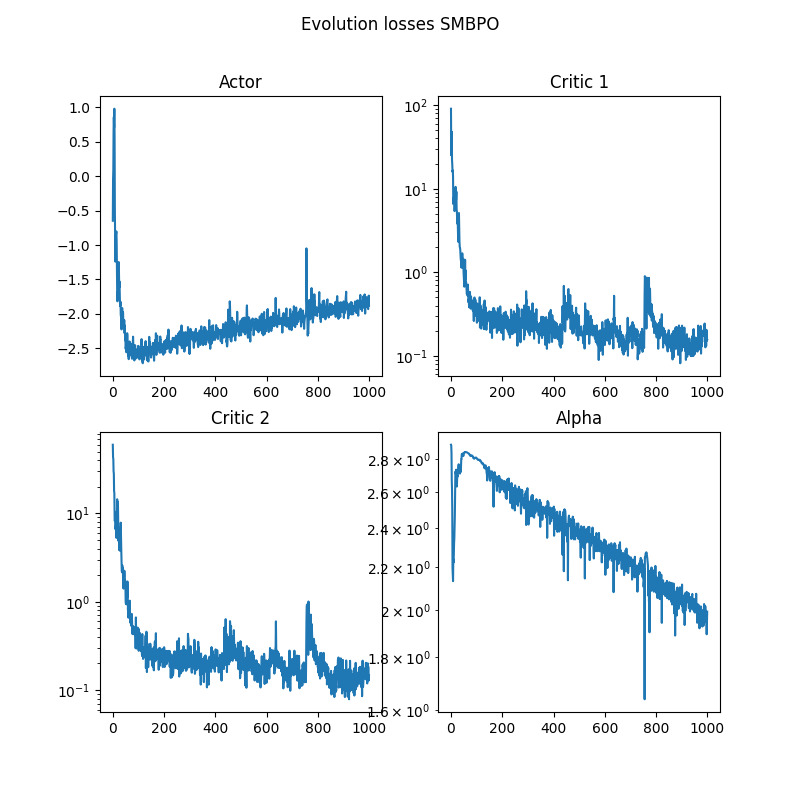 Evolution losses SMBPO
Actor
1.0
0.5
0.0
−0.5
−1.0
−1.5
−2.0
−2.5
0 200 400 600 800 1000
Critic 1
10²
10¹
10⁰
10⁻¹
0 200 400 600 800 1000
Critic 2
10¹
10⁰
10⁻¹
0 200 400 600 800 1000
Alpha
2.8 × 10⁰
2.6 × 10⁰
2.4 × 10⁰
2.2 × 10⁰
2 × 10⁰
1.8 × 10⁰
1.6 × 10⁰
0 200 400 600 800 1000